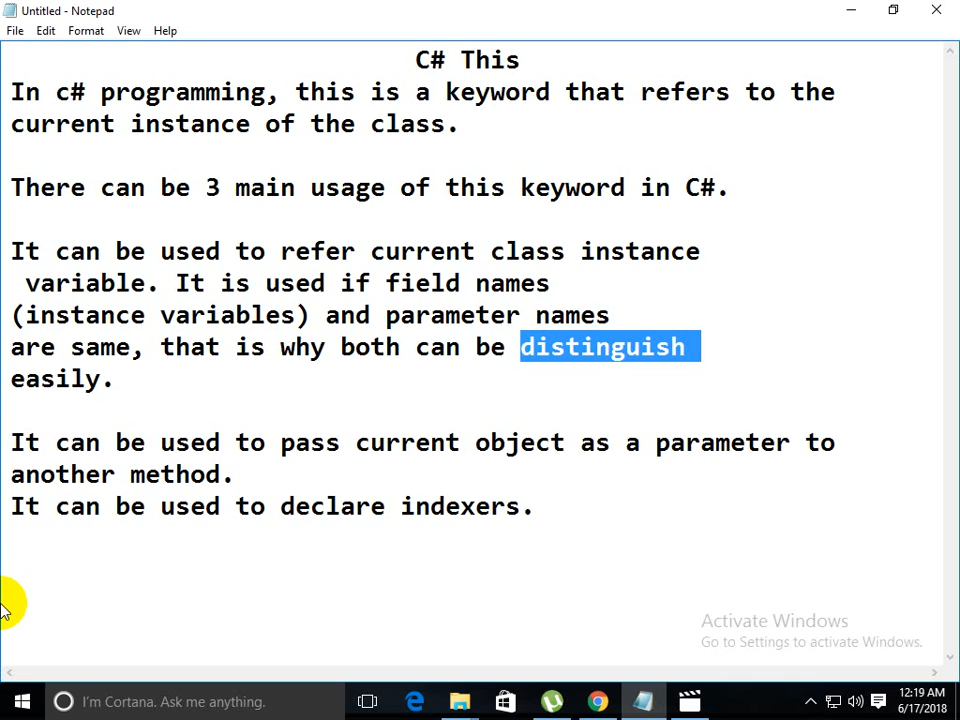 Untitled - Notepad
File Edit Format View Help
C# This
In c# programming, this is a keyword that refers to the
current instance of the class.
There can be 3 main usage of this keyword in C#.
It can be used to refer current class instance
variable. It is used if field names
(instance variables) and parameter names
are same, that is why both can be distinguish
easily.
It can be used to pass current object as a parameter to
another method.
It can be used to declare indexers.
Activate Windows
Go to Settings to activate Windows.
I'm Cortana. Ask me anything.
12:19 AM
6/17/2018